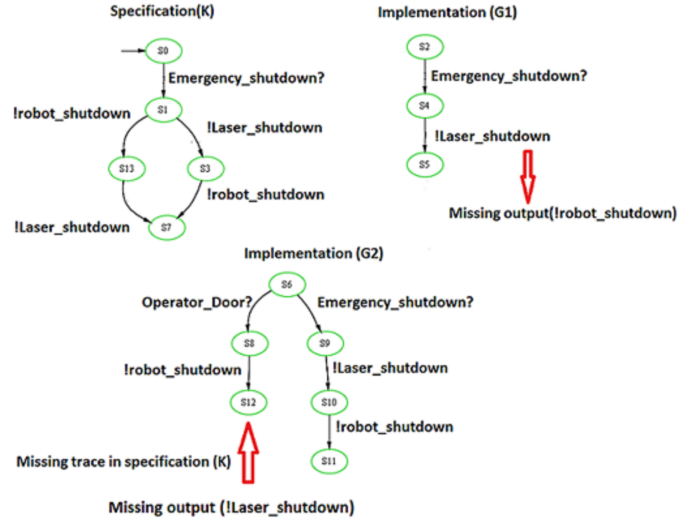 Specification(K)
S0
Emergency_shutdown?
S1
!robot_shutdown
!Laser_shutdown
S13
S3
!robot_shutdown
!Laser_shutdown
S7
Implementation (G1)
S2
Emergency_shutdown?
S4
!Laser_shutdown
S5
Missing output(!robot_shutdown)
Implementation (G2)
S6
Operator_Door?
Emergency_shutdown?
S8
S9
!robot_shutdown
!Laser_shutdown
S12
S10
!robot_shutdown
S11
Missing trace in specification (K)
Missing output (!Laser_shutdown)